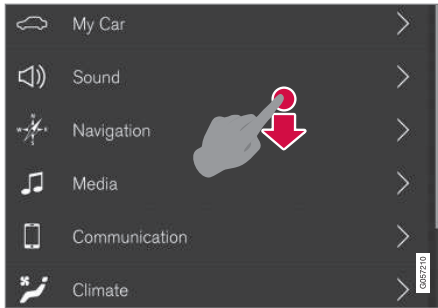 My Car
Sound
Navigation
Media
Communication
Climate
G057210